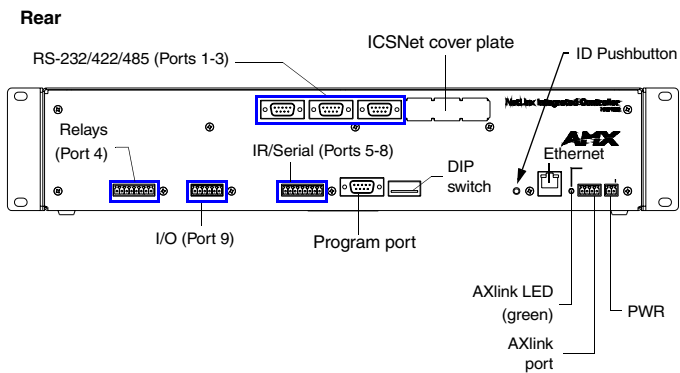 Rear
ICSNet cover plate
RS-232/422/485 (Ports 1-3)
ID Pushbutton
NetLinx Integrated Controller
Relays
(Port 4)
AMX
IR/Serial (Ports 5-8)
Ethernet
DIP
switch
I/O (Port 9)
Program port
AXlink LED
(green)
PWR
AXlink
port